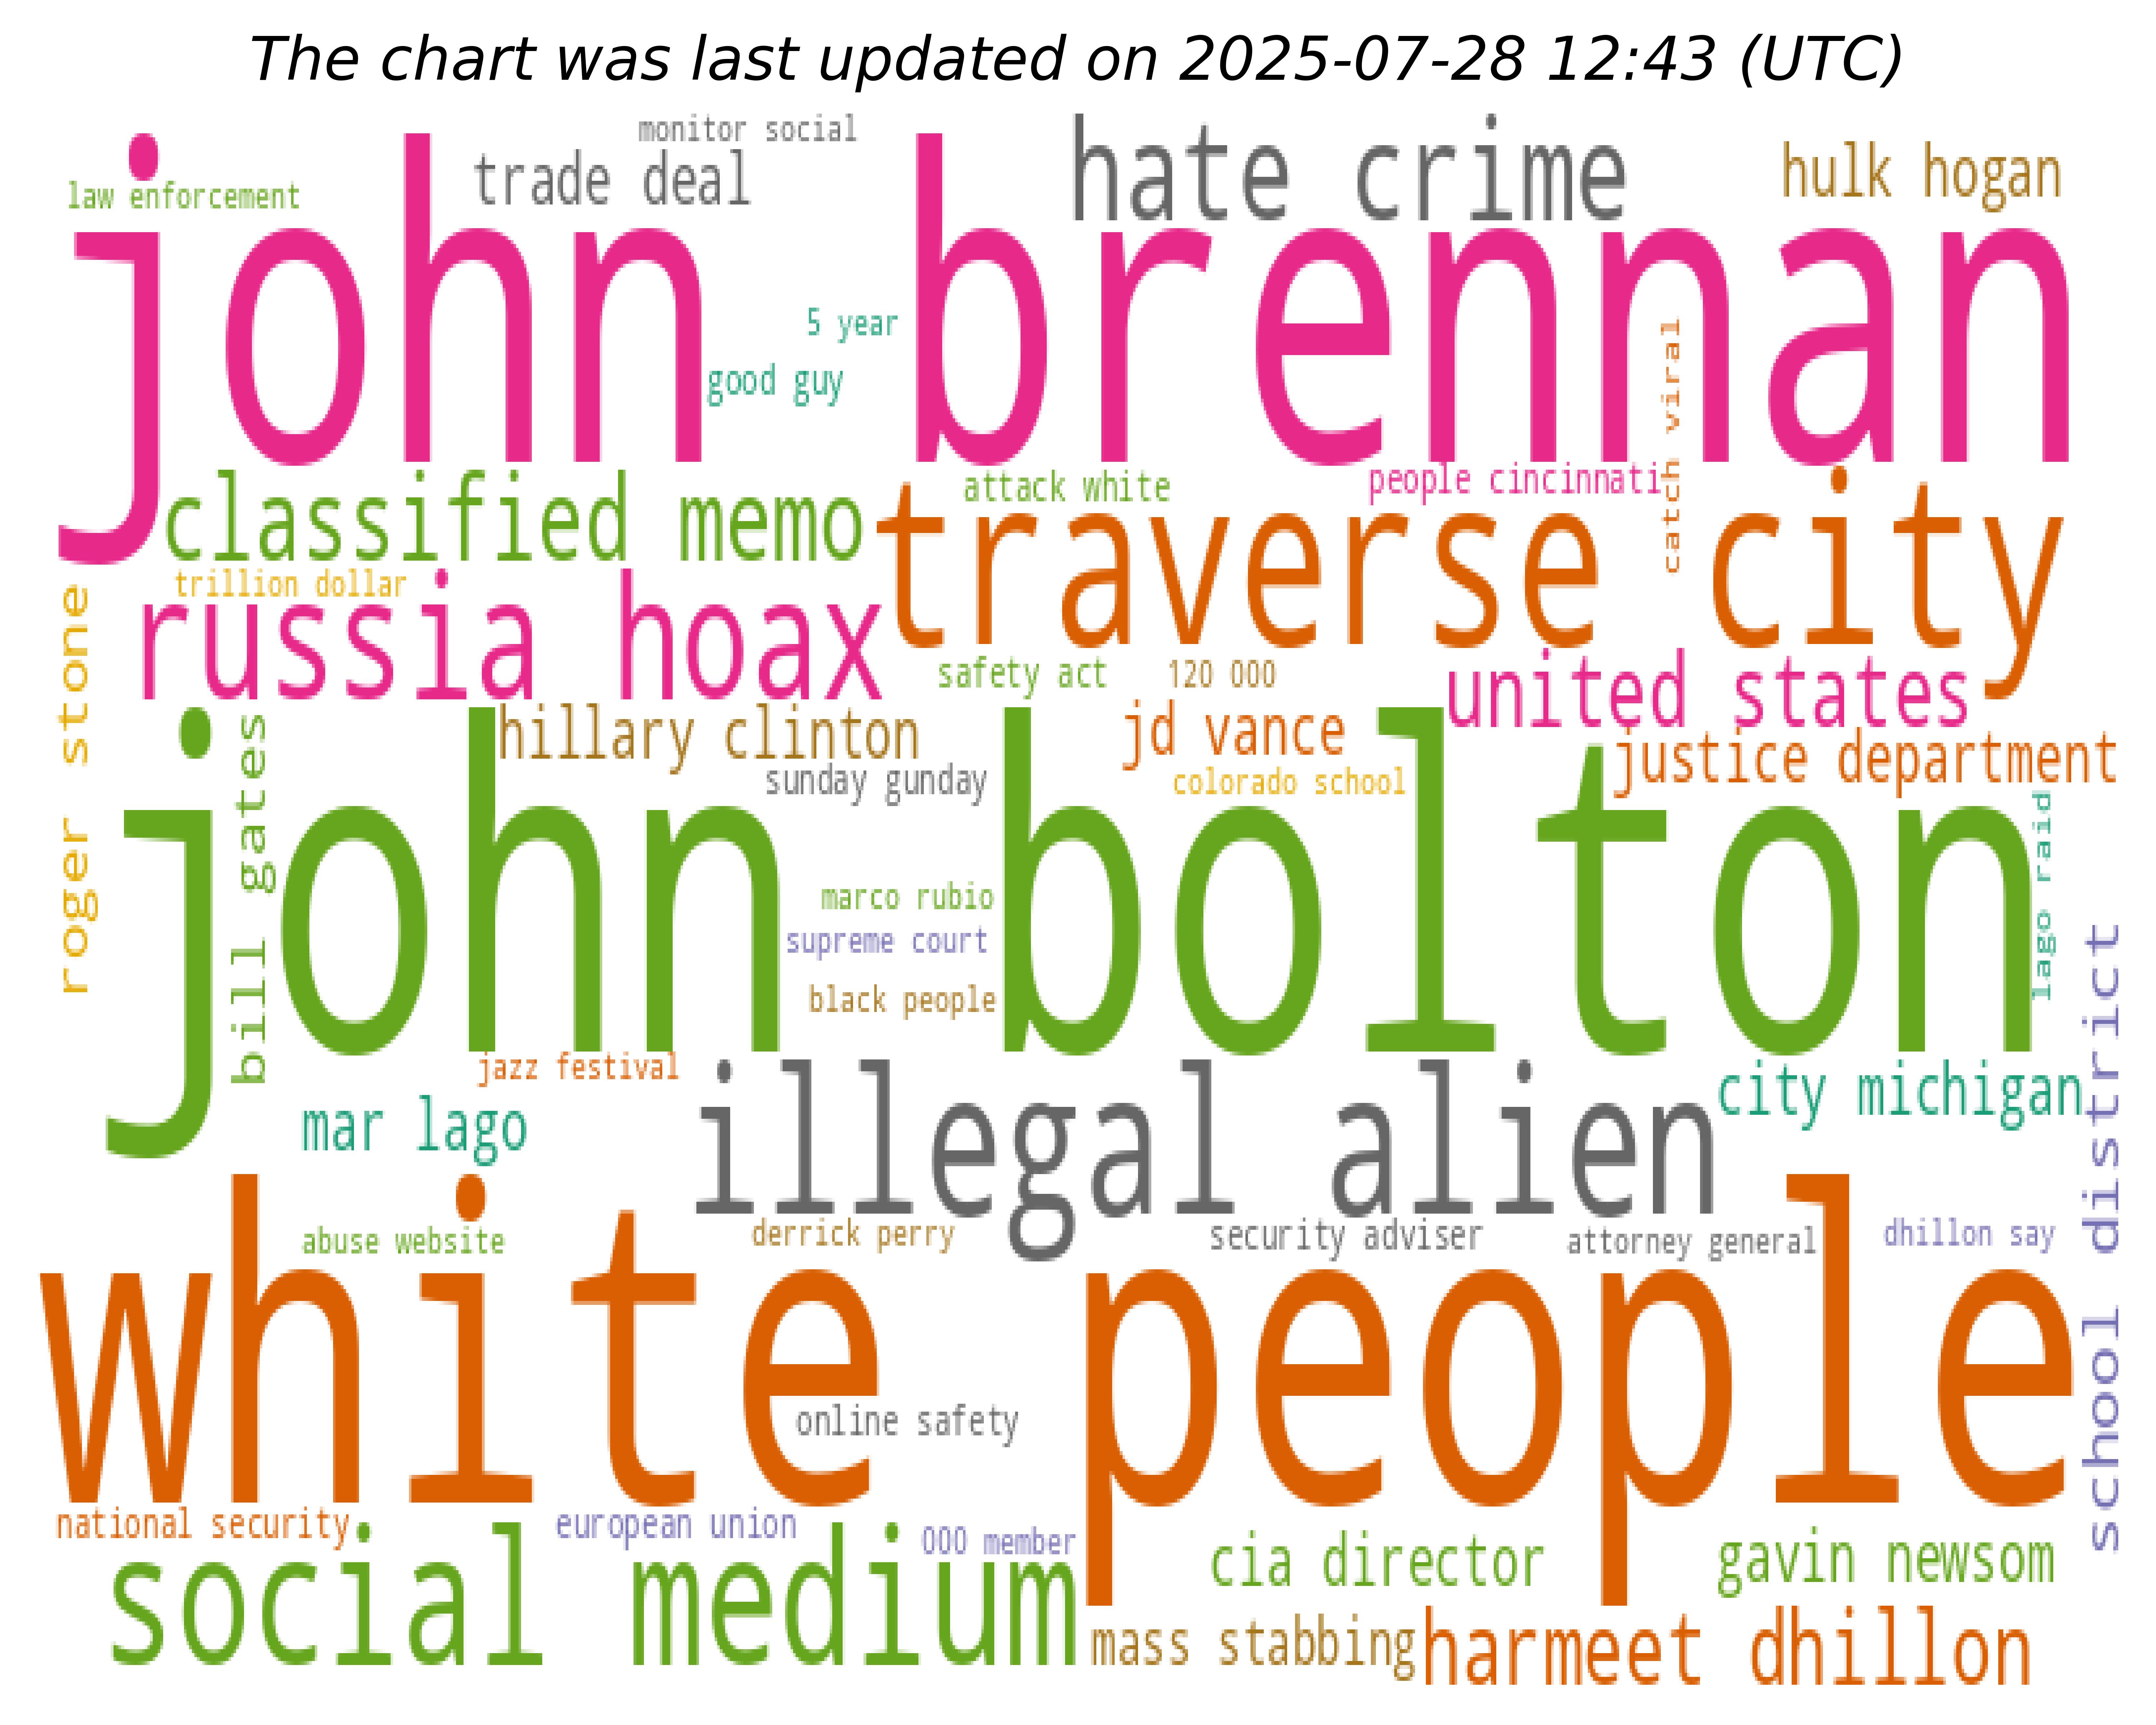 The chart was last updated on 2025-07-28 12:43 (UTC)
monitor social
hate crime
hulk hogan
trade deal
law enforcement
john brennan
5 year
good guy
catch viral
classified memo
attack white
people cincinnati
traverse city
trillion dollar
russia hoax
roger stone
safety act
120 000
united states
hillary clinton
jd vance
justice department
sunday gunday
colorado school
bill gates
john bolton
lago raid
marco rubio
supreme court
black people
school district
jazz festival
mar lago
illegal alien
city michigan
white people
abuse website
derrick perry
security adviser
attorney general
dhillon say
online safety
national security
european union
000 member
social medium
cia director
gavin newsom
mass stabbing
harmeet dhillon